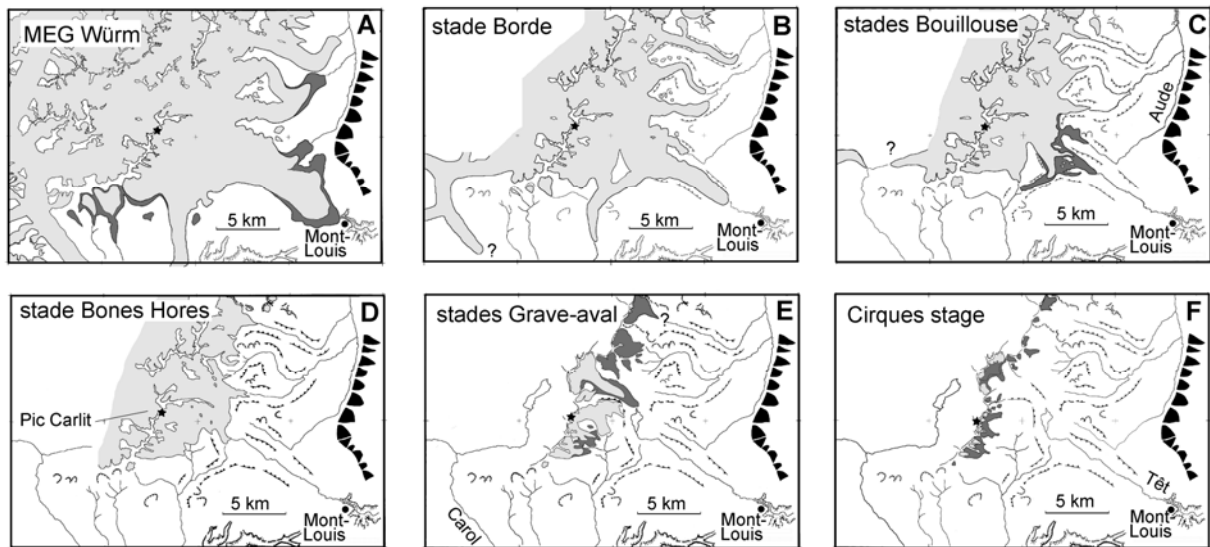 MEG Würm
A
5 km
Mont-
Louis
stade Borde
B
?
5 km
Mont-
Louis
stades Bouillouse
C
Aude
?
5 km
Mont-
Louis
stade Bones Hores
D
Pic Carlit
5 km
Mont-
Louis
stades Grave-aval
E
?
5 km
Carol
Mont-
Louis
Cirques stage
F
5 km
Têt
Mont-
Louis